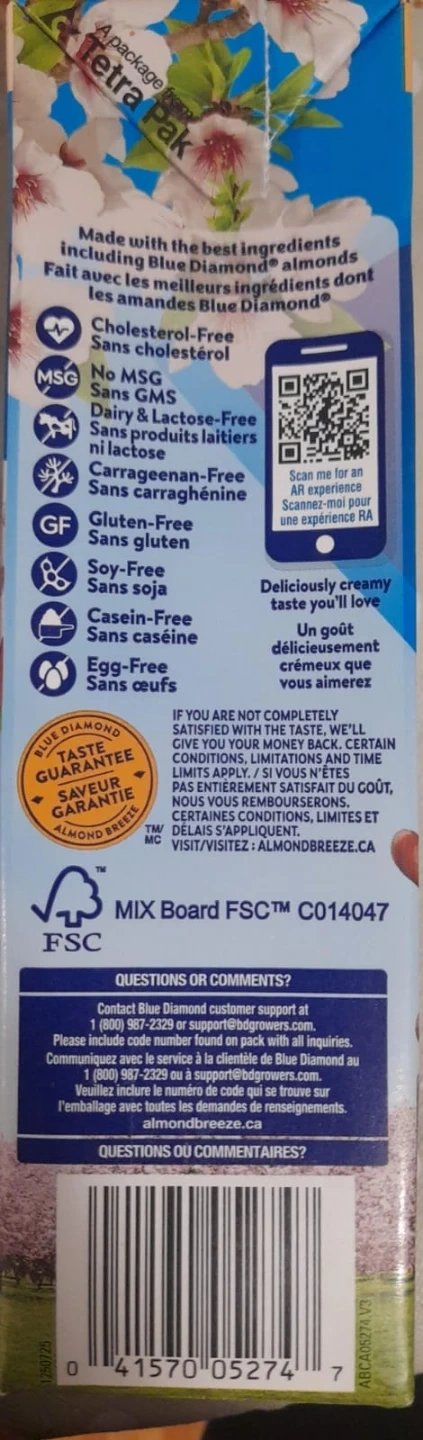 A package from
Tetra Pak
Made with the best ingredients
including Blue Diamond® almonds
Fait avec les meilleurs ingrédients dont
les amandes Blue Diamond®
Cholesterol-Free
Sans cholestérol
MSG
No MSG
Sans GMS
Dairy & Lactose-Free
Sans produits laitiers
ni lactose
Carrageenan-Free
Sans carraghénine
GF
Gluten-Free
Sans gluten
Soy-Free
Sans soja
Casein-Free
Sans caséine
Egg-Free
Sans œufs
Scan me for an
AR experience
Scannez-moi pour
une expérience RA
Deliciously creamy
taste you'll love
Un goût
délicieusement
crémeux que
vous aimerez
BLUE DIAMOND
TASTE
GUARANTEE
SAVEUR
GARANTIE
ALMOND BREEZE
TM/
MC
IF YOU ARE NOT COMPLETELY
SATISFIED WITH THE TASTE, WE'LL
GIVE YOU YOUR MONEY BACK. CERTAIN
CONDITIONS, LIMITATIONS AND TIME
LIMITS APPLY. / SI VOUS N'ÊTES
PAS ENTIÈREMENT SATISFAIT DU GOÛT,
NOUS VOUS REMBOURSERONS.
CERTAINES CONDITIONS, LIMITES ET
DÉLAIS S'APPLIQUENT.
VISIT/VISITEZ : ALMONDBREEZE.CA
TM
FSC
MIX Board FSC™ C014047
QUESTIONS OR COMMENTS?
Contact Blue Diamond customer support at
1 (800) 987-2329 or support@bdgrowers.com.
Please include code number found on pack with all inquiries.
Communiquez avec le service à la clientèle de Blue Diamond au
1 (800) 987-2329 ou à support@bdgrowers.com.
Veuillez inclure le numéro de code qui se trouve sur
l'emballage avec toutes les demandes de renseignements.
almondbreeze.ca
QUESTIONS OU COMMENTAIRES?
1250725
0 41570 05274 7
ABCA05274 V3